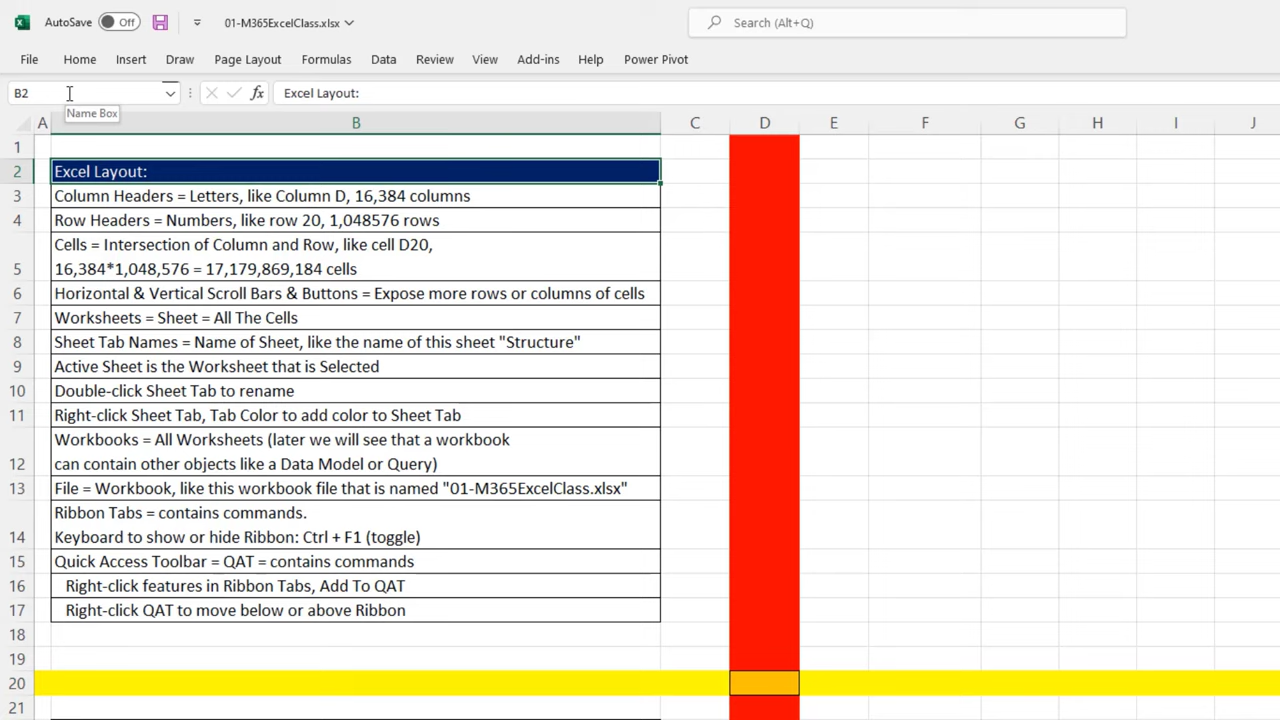 AutoSave Off 01-M365ExcelClass.xlsx Search (Alt+Q)
File Home Insert Draw Page Layout Formulas Data Review View Add-ins Help Power Pivot
B2 fx Excel Layout:
Name Box
A B C D E F G H I J
1
2 Excel Layout:
3 Column Headers = Letters, like Column D, 16,384 columns
4 Row Headers = Numbers, like row 20, 1,048576 rows
Cells = Intersection of Column and Row, like cell D20,
5 16,384*1,048,576 = 17,179,869,184 cells
6 Horizontal & Vertical Scroll Bars & Buttons = Expose more rows or columns of cells
7 Worksheets = Sheet = All The Cells
8 Sheet Tab Names = Name of Sheet, like the name of this sheet "Structure"
9 Active Sheet is the Worksheet that is Selected
10 Double-click Sheet Tab to rename
11 Right-click Sheet Tab, Tab Color to add color to Sheet Tab
Workbooks = All Worksheets (later we will see that a workbook
12 can contain other objects like a Data Model or Query)
13 File = Workbook, like this workbook file that is named "01-M365ExcelClass.xlsx"
Ribbon Tabs = contains commands.
14 Keyboard to show or hide Ribbon: Ctrl + F1 (toggle)
15 Quick Access Toolbar = QAT = contains commands
16 Right-click features in Ribbon Tabs, Add To QAT
17 Right-click QAT to move below or above Ribbon
18
19
20
21